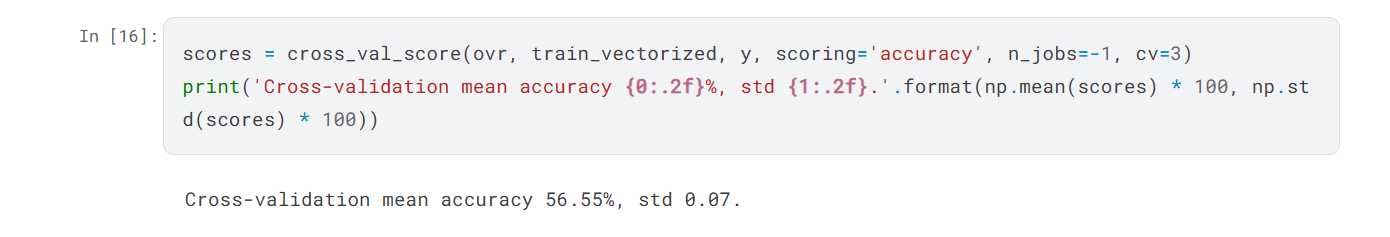 In [16]:
scores = cross_val_score(ovr, train_vectorized, y, scoring='accuracy', n_jobs=-1, cv=3)
print('Cross-validation mean accuracy {0:.2f}%, std {1:.2f}.'.format(np.mean(scores) * 100, np.st
d(scores) * 100))
Cross-validation mean accuracy 56.55%, std 0.07.